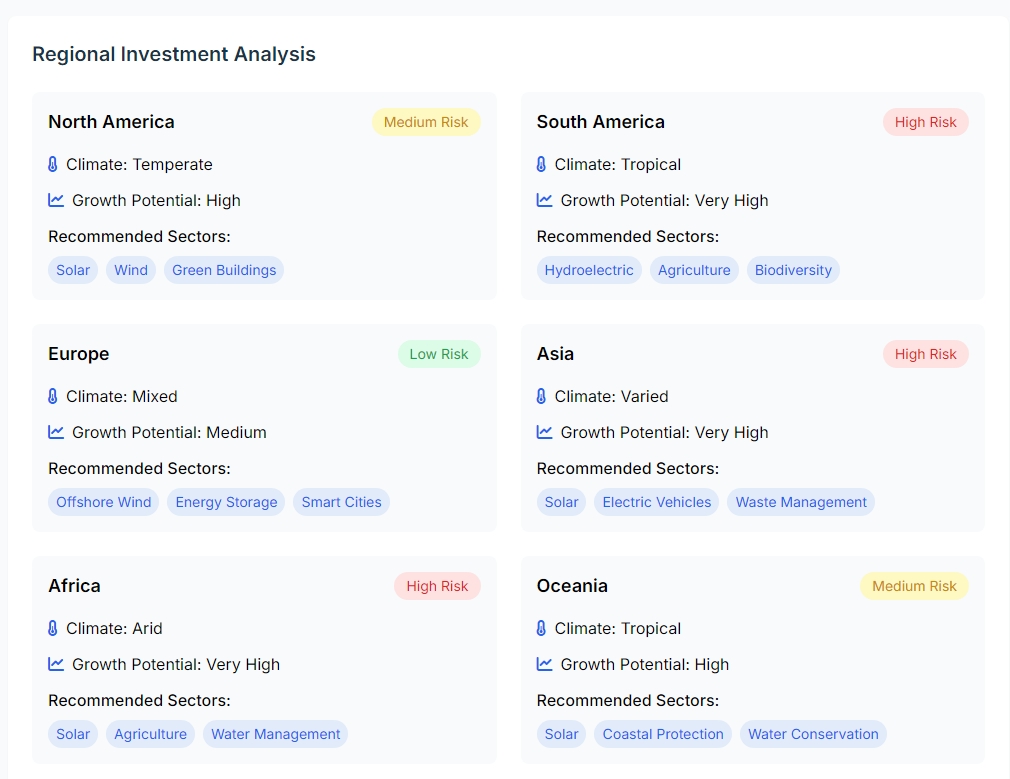 Regional Investment Analysis
North America Medium Risk
Climate: Temperate
Growth Potential: High
Recommended Sectors:
Solar Wind Green Buildings
South America High Risk
Climate: Tropical
Growth Potential: Very High
Recommended Sectors:
Hydroelectric Agriculture Biodiversity
Europe Low Risk
Climate: Mixed
Growth Potential: Medium
Recommended Sectors:
Offshore Wind Energy Storage Smart Cities
Asia High Risk
Climate: Varied
Growth Potential: Very High
Recommended Sectors:
Solar Electric Vehicles Waste Management
Africa High Risk
Climate: Arid
Growth Potential: Very High
Recommended Sectors:
Solar Agriculture Water Management
Oceania Medium Risk
Climate: Tropical
Growth Potential: High
Recommended Sectors:
Solar Coastal Protection Water Conservation